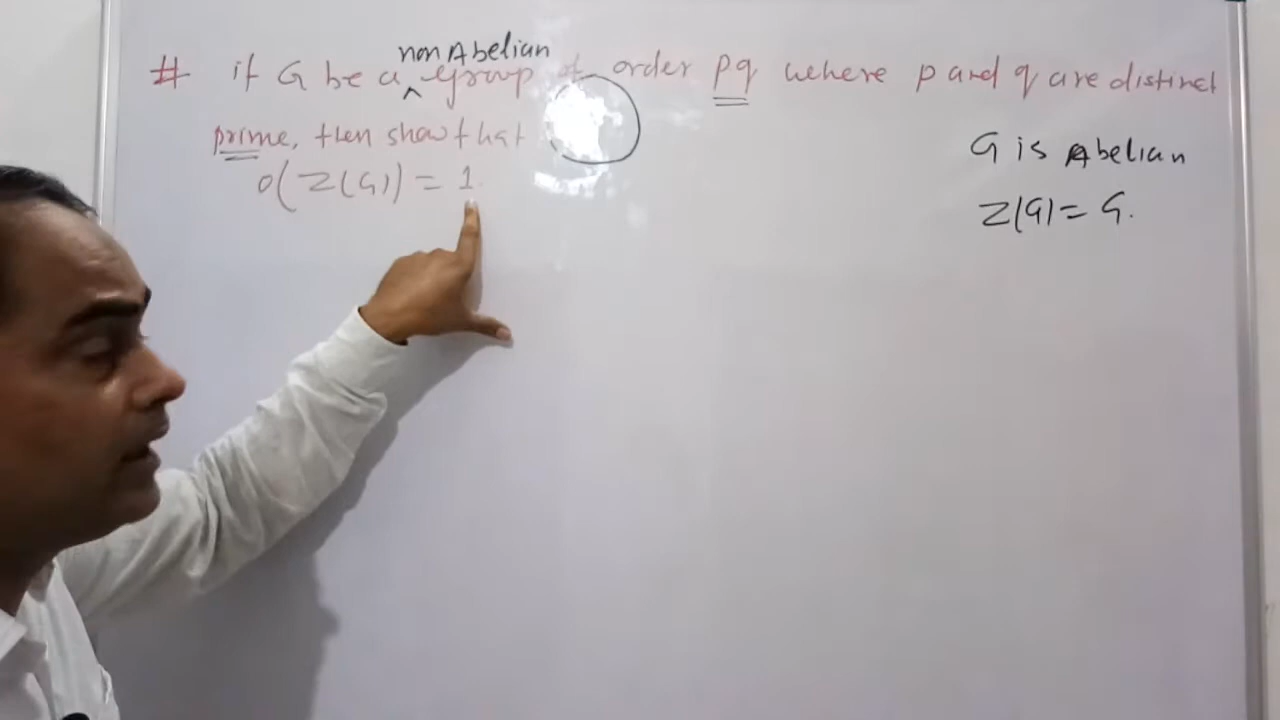 # if G be a non Abelian group of order pq where p and q are distinct
prime, then show that
o(Z(G)) = 1.
G is Abelian
Z(G) = G.